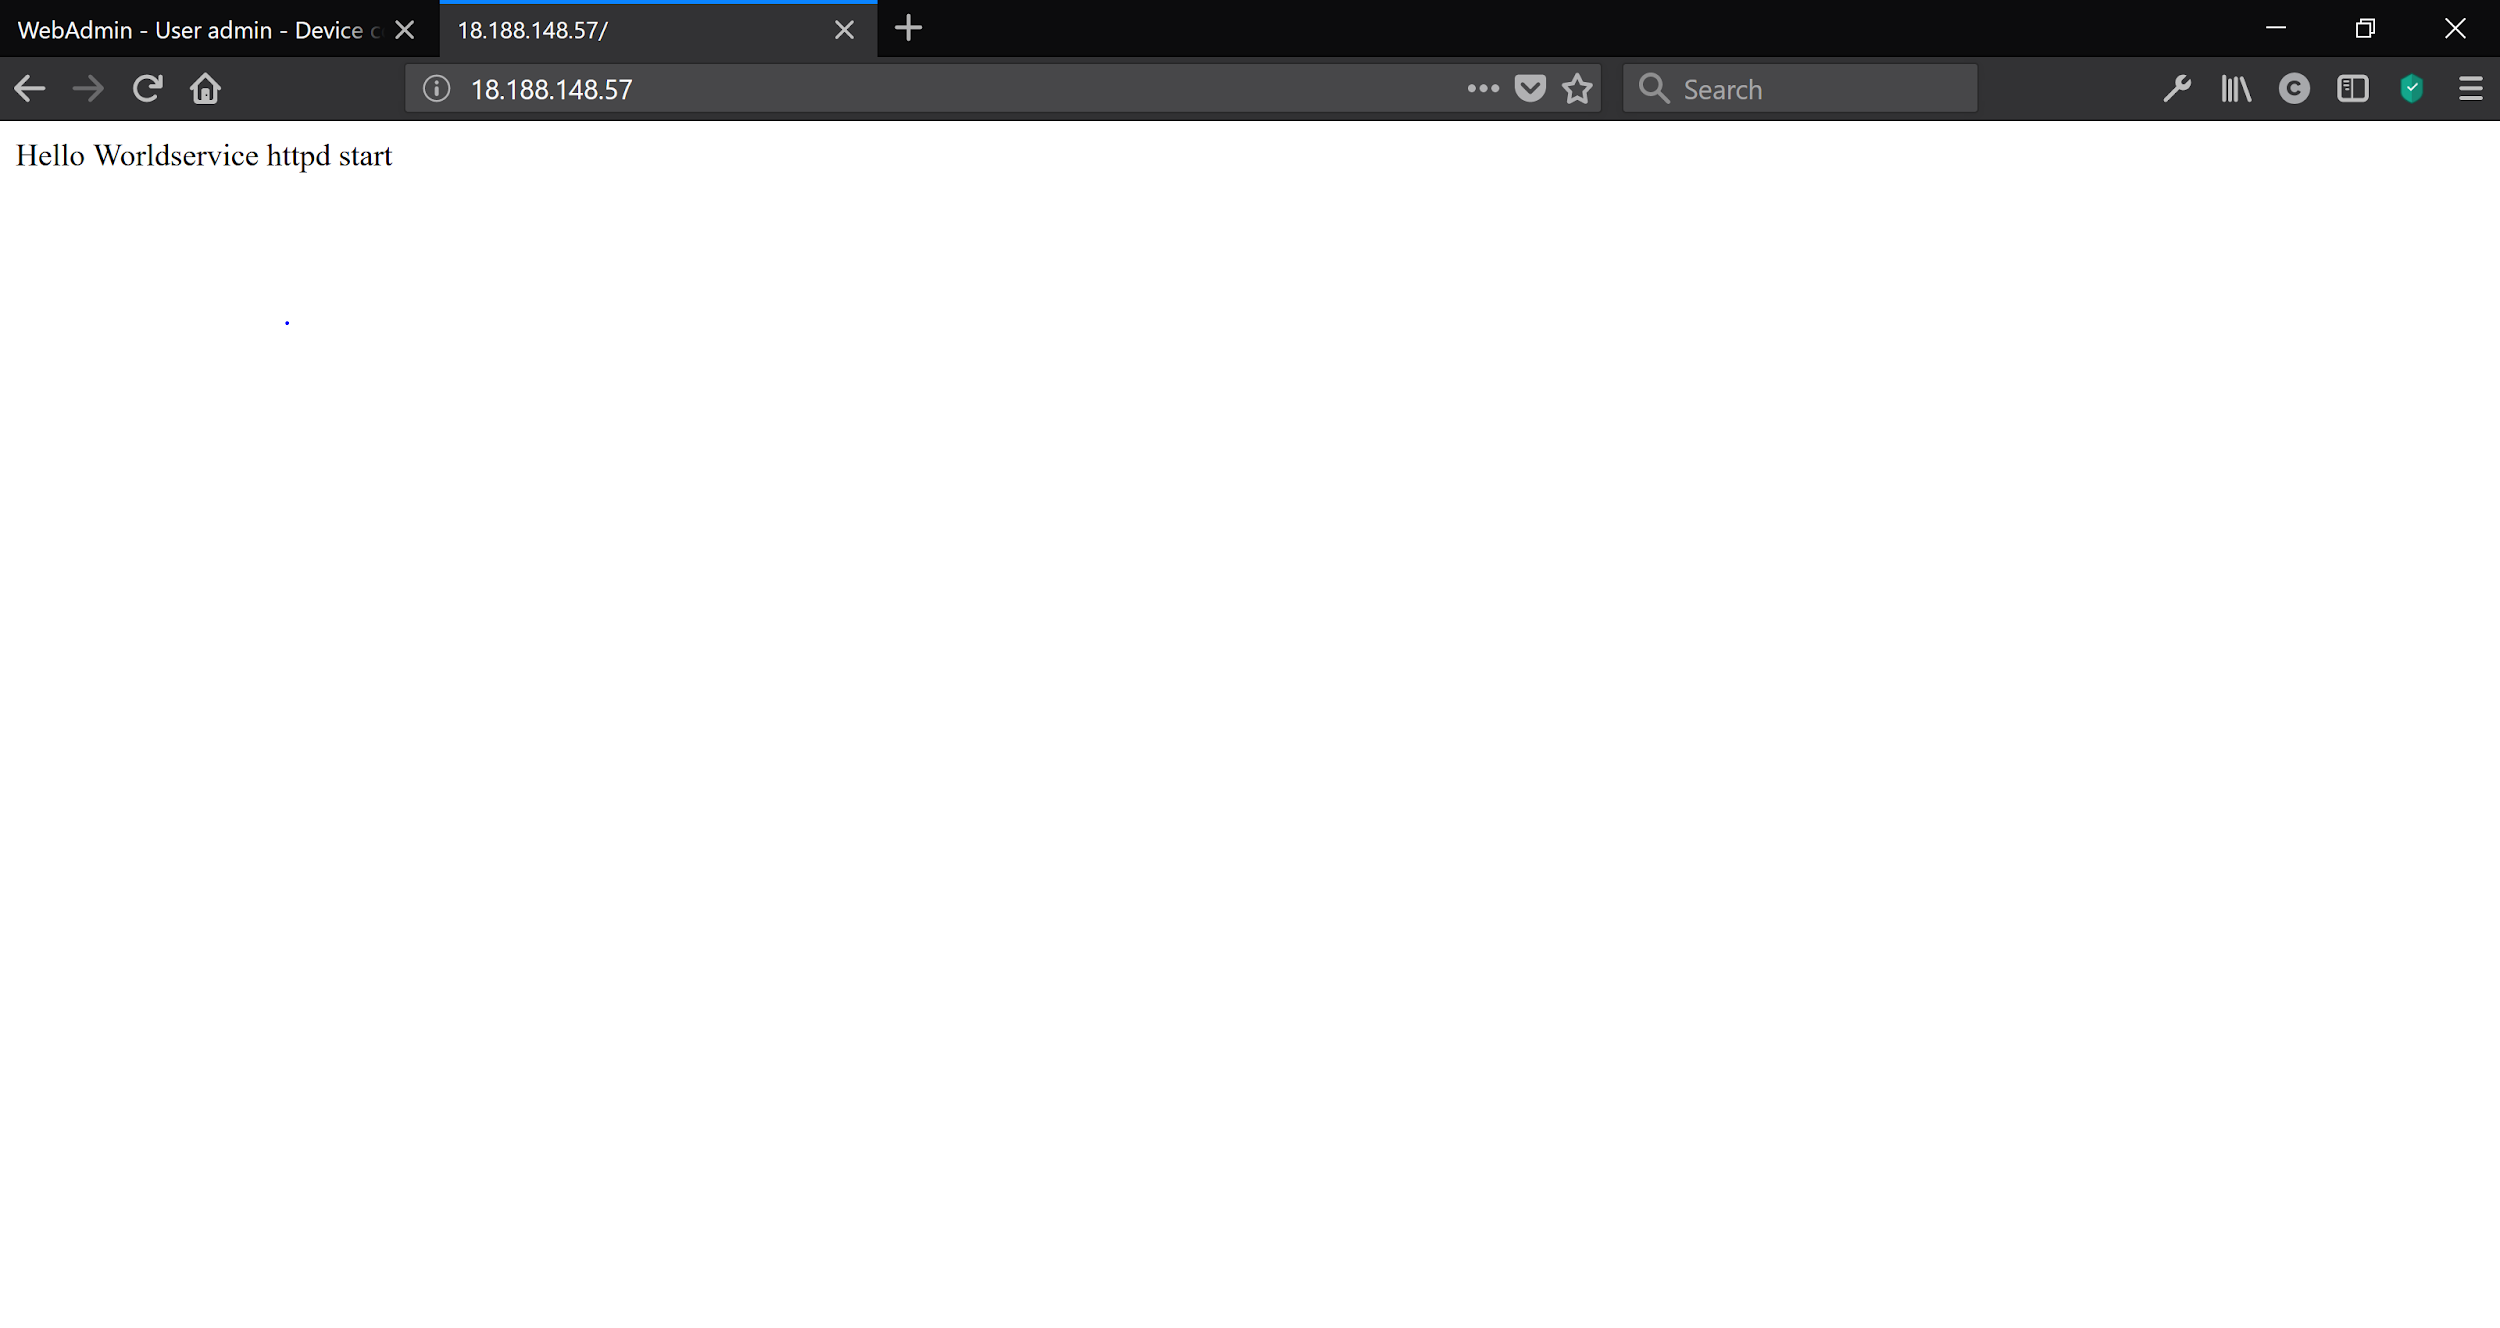 WebAdmin - User admin - Device
18.188.148.57/
18.188.148.57
Search
Hello Worldservice httpd start